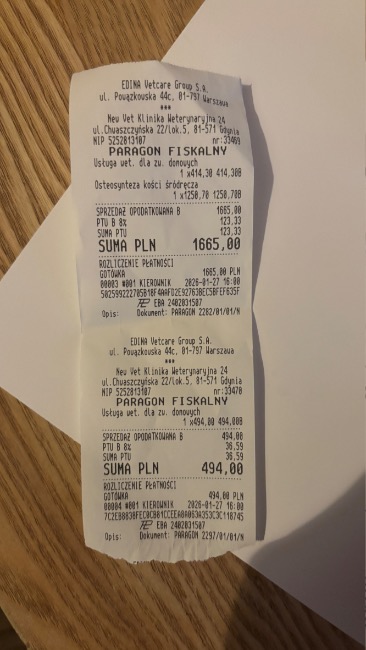 EDINA Vetcare Group S.A.
ul. Powązkowska 44c, 01-797 Warszawa
***
Neu Vet Klinika Weterynaryjna 24
ul.Chwaszczyńska 22/lok.5, 81-571 Gdynia
NIP 5252813107 nr:33469
PARAGON FISKALNY
Usługa wet. dla zw. domowych
1 x414,30 414,30B
Osteosynteza kości śródręcza
1 x1250,70 1250,70B
SPRZEDAŻ OPODATKOWANA B 1665,00
PTU B 8% 123,33
SUMA PTU 123,33
SUMA PLN 1665,00
ROZLICZENIE PŁATNOŚCI
GOTÓWKA 1665,00 PLN
00003 #001 KIEROWNIK 2026-01-27 16:00
EBA 2402031507
Opis: Dokument: PARAGON 2262/01/01/N
EDINA Vetcare Group S.A.
ul. Powązkowska 44c, 01-797 Warszawa
***
Neu Vet Klinika Weterynaryjna 24
ul.Chwaszczyńska 22/lok.5, 81-571 Gdynia
NIP 5252813107 nr:33470
PARAGON FISKALNY
Usługa wet. dla zw. domowych
1 x494,00 494,00B
SPRZEDAŻ OPODATKOWANA B 494,00
PTU B 8% 36,59
SUMA PTU 36,59
SUMA PLN 494,00
ROZLICZENIE PŁATNOŚCI
GOTÓWKA 494,00 PLN
00004 #001 KIEROWNIK 2026-01-27 16:00
EBA 2402031507
Opis: Dokument: PARAGON 2297/01/01/N